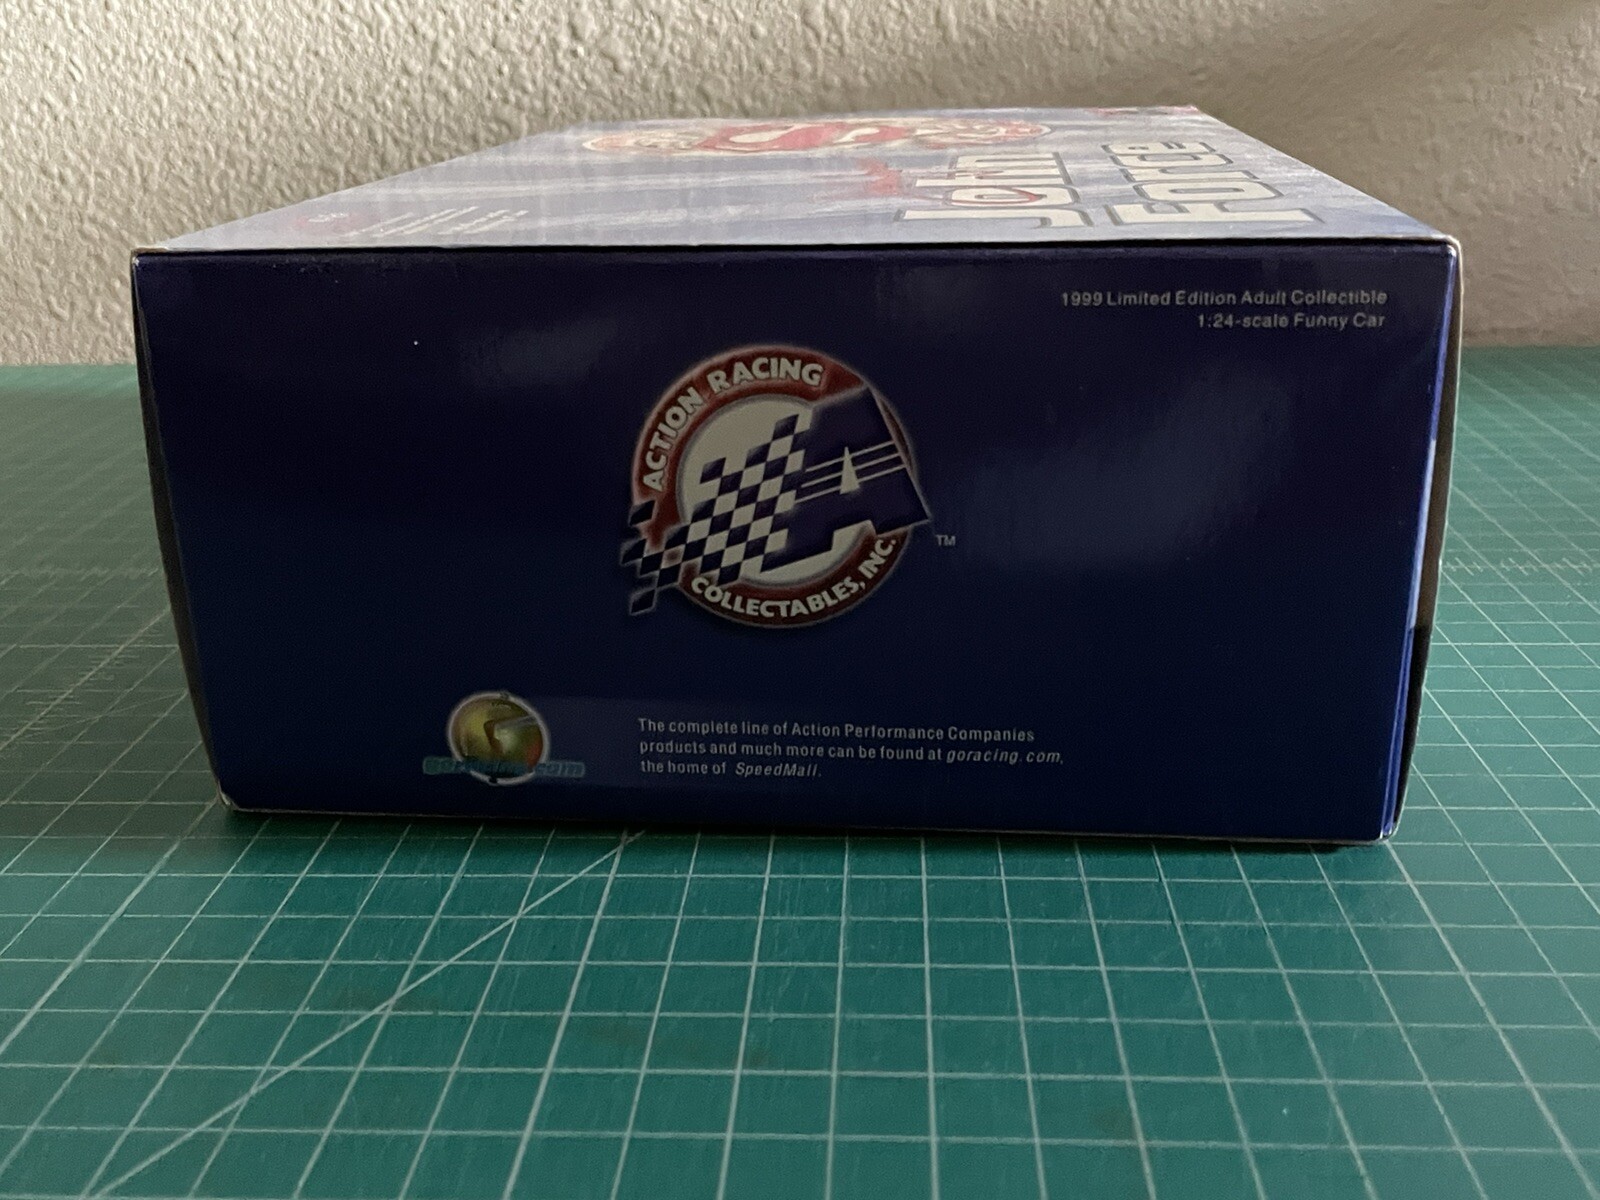 John
Force
1999 Limited Edition Adult Collectible
1:24-scale Funny Car
ACTION RACING
COLLECTABLES, INC.
TM
The complete line of Action Performance Companies
products and much more can be found at goracing.com,
the home of SpeedMall.